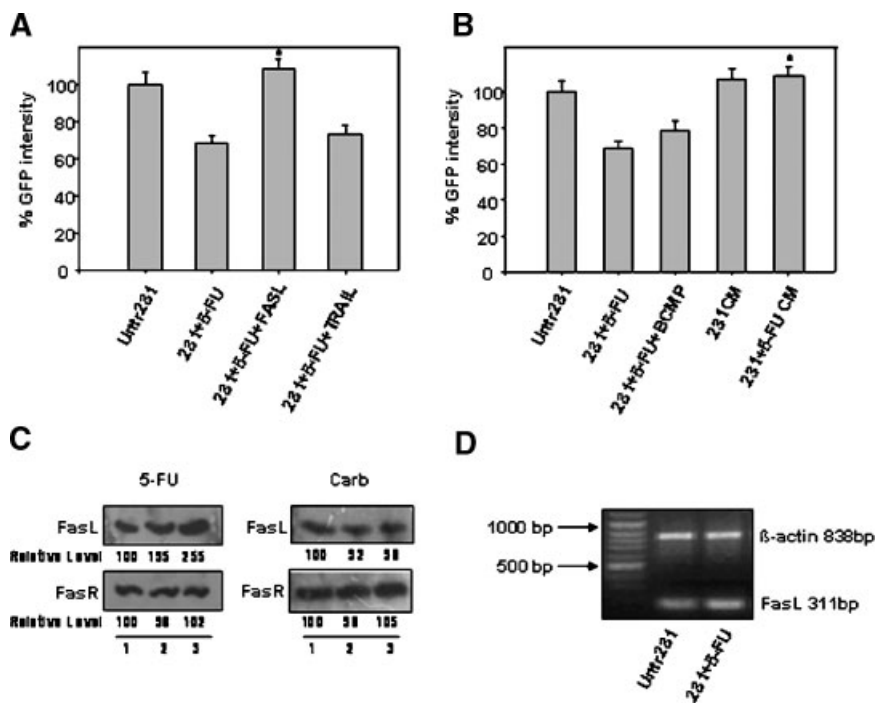 A
% GFP intensity
100
80
60
40
20
0
*
Untr231
231+5-FU
231+5-FU+FASL
231+5-FU+TRAIL
B
% GFP intensity
120
100
80
60
40
20
0
*
Untr231
231+5-FU
231+5-FU+BCMP
231CM
231+5-FU CM
C
5-FU
FasL
Relative Level 100 155 255
FasR
Relative Level 100 98 102
1 2 3
Carb
FasL
100 92 98
FasR
100 98 105
1 2 3
D
1000 bp
500 bp
ß-actin 838bp
FasL 311bp
Untr231
231+5-FU